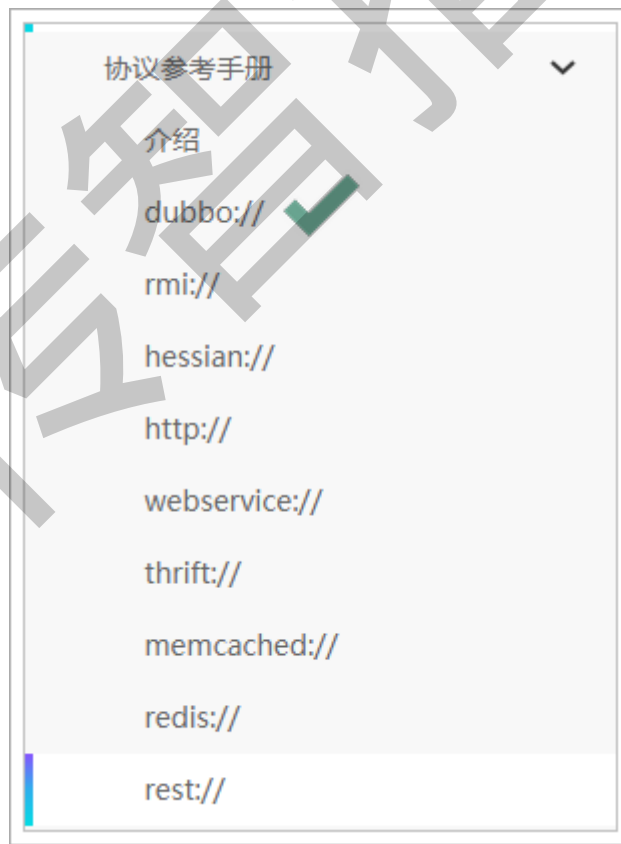 协议参考手册
介绍
dubbo://
rmi://
hessian://
http://
webservice://
thrift://
memcached://
redis://
rest://